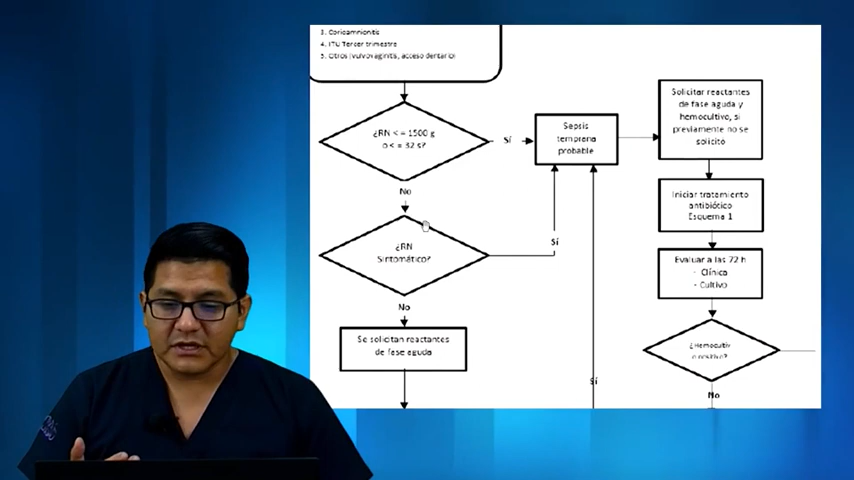 3. Corioamnionitis
4. ITU Tercer trimestre
5. Otros (vulvovaginitis, acceso dentario)
¿RN < = 1500 g
o < = 32 s?
Sí
No
¿RN
Sintomático?
Sí
No
Se solicitan reactantes
de fase aguda
Sepsis
temprana
probable
Sí
Solicitar reactantes
de fase aguda y
hemocultivo, si
previamente no se
solicito
Iniciar tratamiento
antibiótico
Esquema 1
Evaluar a las 72 h
- Clínica
- Cultivo
¿Hemocultivo
positivo?
No